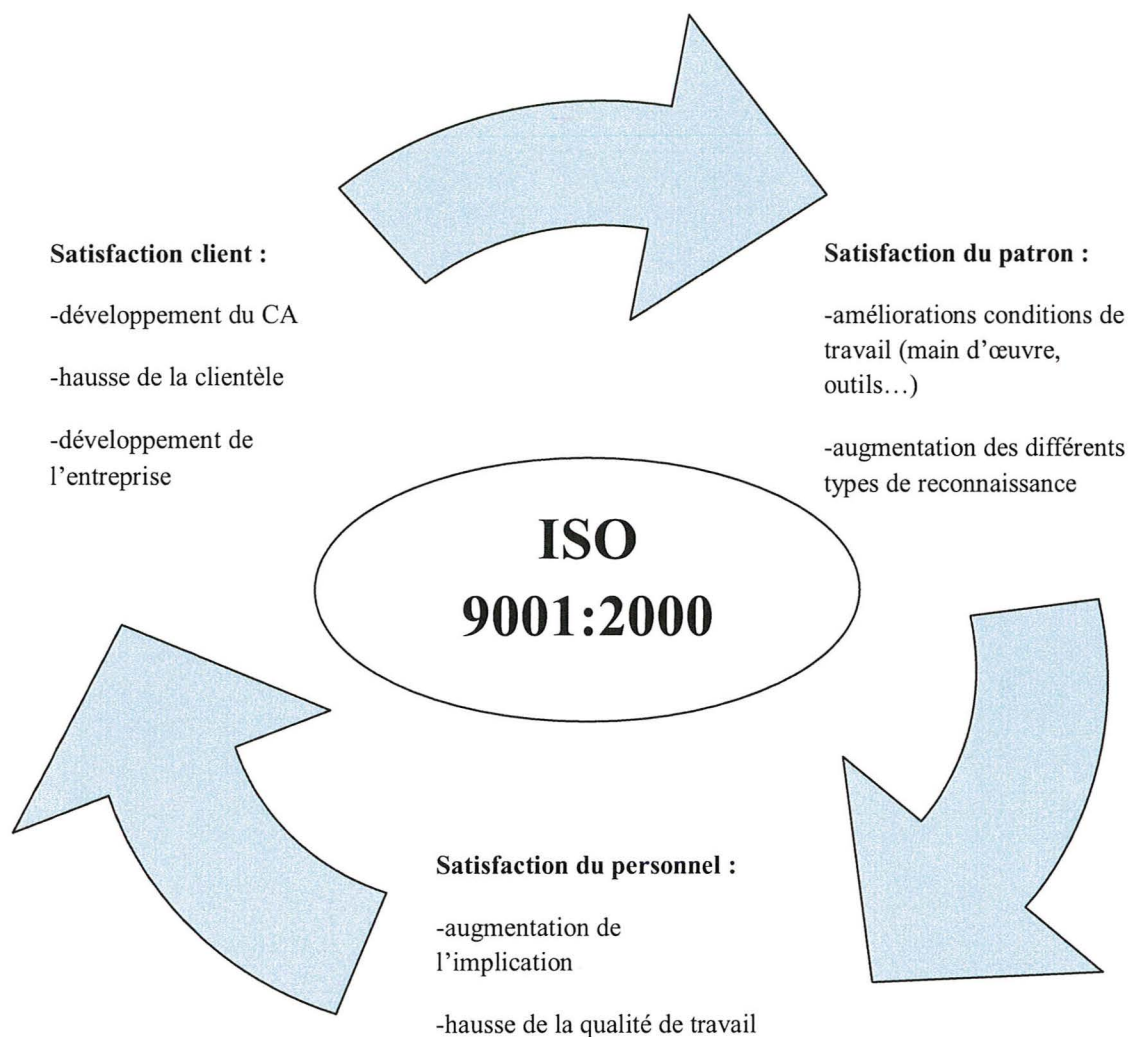 Satisfaction client :
-développement du CA
-hausse de la clientèle
-développement de
l’entreprise
Satisfaction du patron :
-améliorations conditions de
travail (main d’œuvre,
outils…)
-augmentation des différents
types de reconnaissance
ISO
9001:2000
Satisfaction du personnel :
-augmentation de
l’implication
-hausse de la qualité de travail